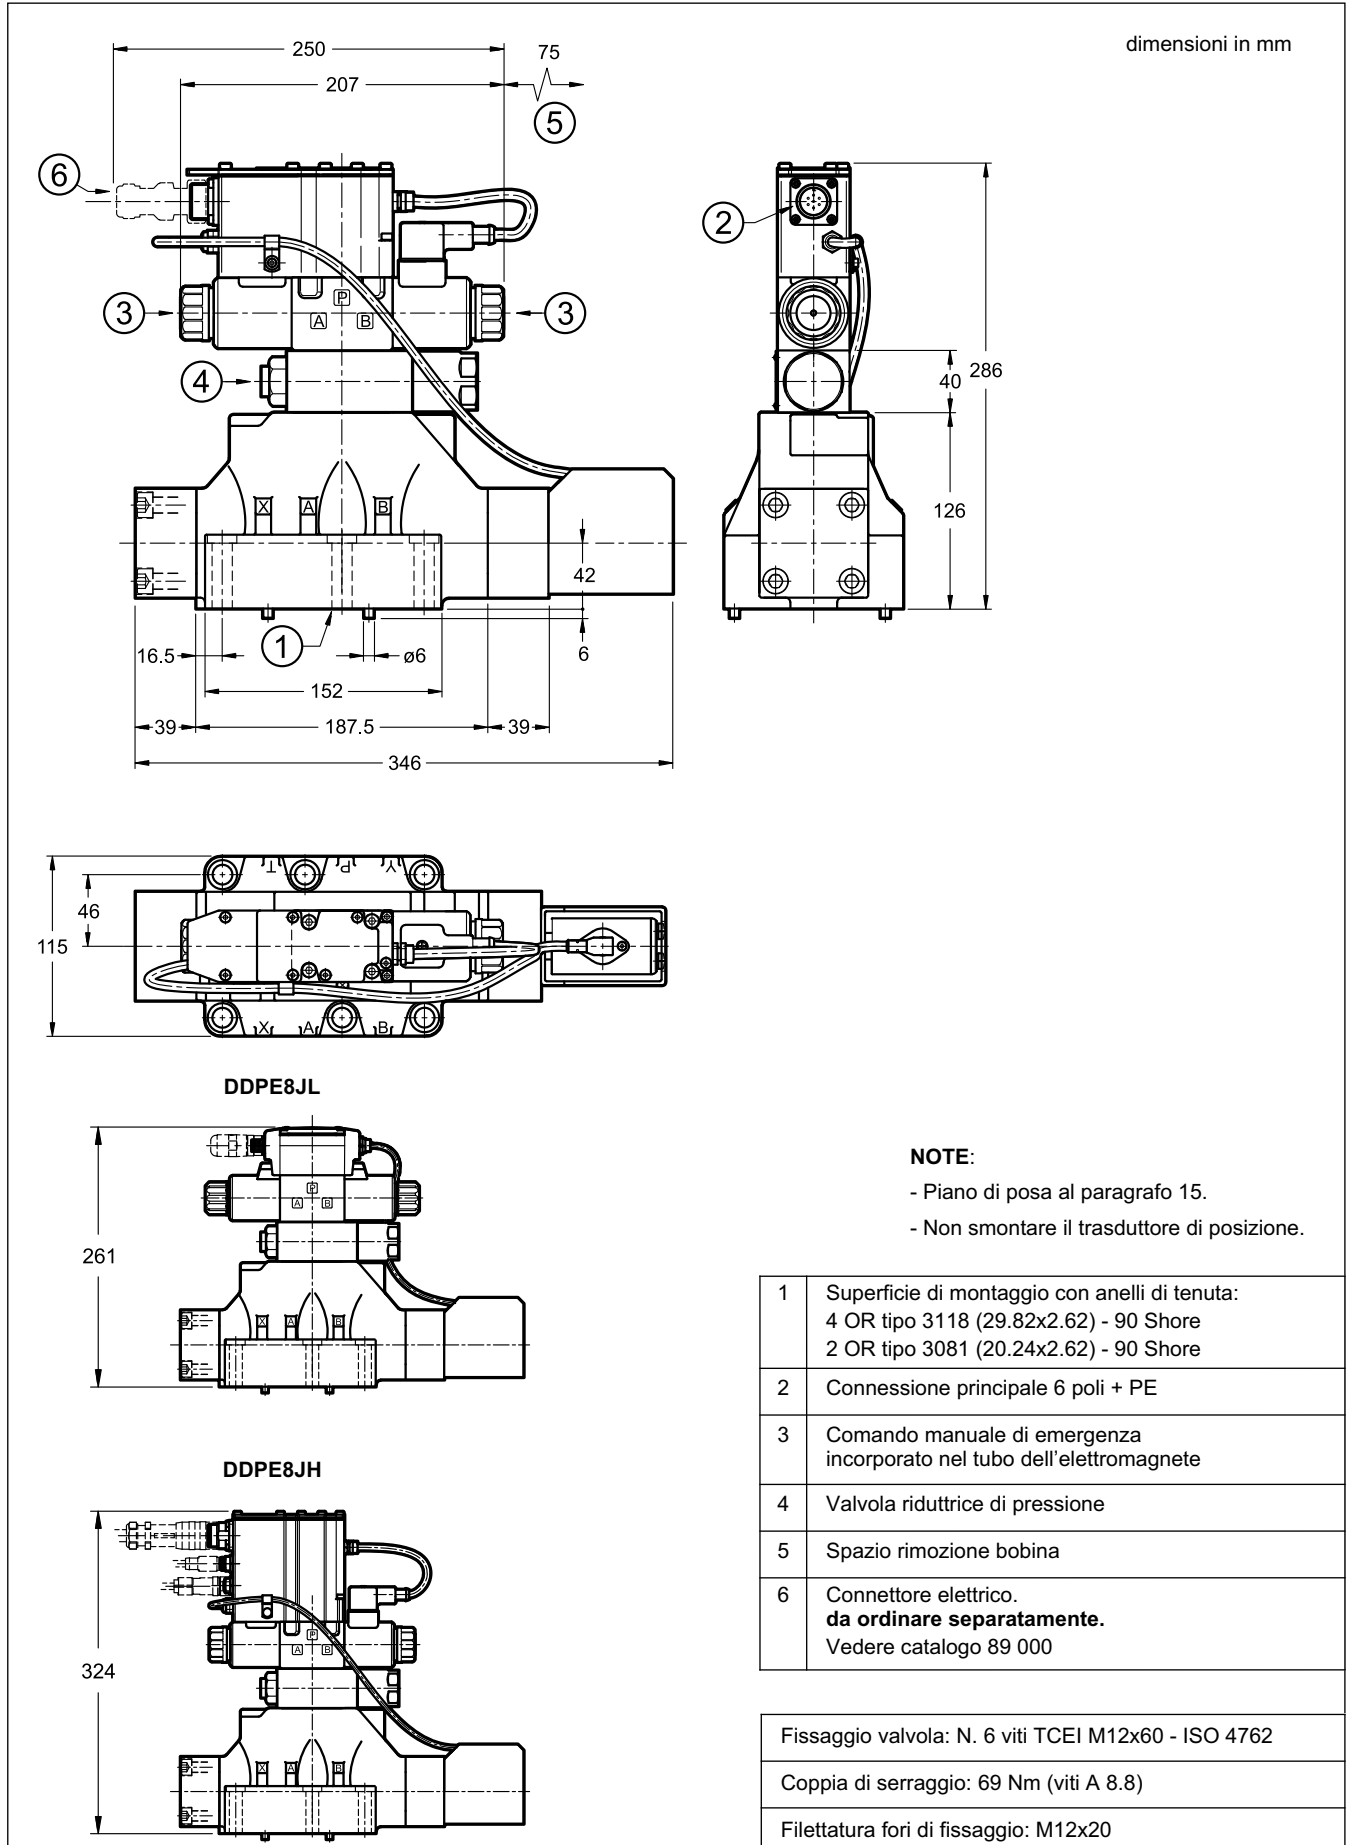 dimensioni in mm
250
75
207
5
6
2
3
3
P
A
B
4
40
286
X
A
B
126
42
1
16.5
ø6
6
152
39
187.5
39
346
T
P
Y
46
115
X
A
B
DDPE8JL
P
A
B
261
X
A
B
NOTE:
- Piano di posa al paragrafo 15.
- Non smontare il trasduttore di posizione.
1
Superficie di montaggio con anelli di tenuta:
4 OR tipo 3118 (29.82x2.62) - 90 Shore
2 OR tipo 3081 (20.24x2.62) - 90 Shore
2
Connessione principale 6 poli + PE
3
Comando manuale di emergenza
incorporato nel tubo dell'elettromagnete
4
Valvola riduttrice di pressione
5
Spazio rimozione bobina
6
Connettore elettrico.
da ordinare separatamente.
Vedere catalogo 89 000
DDPE8JH
P
A
B
324
X
A
B
Fissaggio valvola: N. 6 viti TCEI M12x60 - ISO 4762
Coppia di serraggio: 69 Nm (viti A 8.8)
Filettatura fori di fissaggio: M12x20